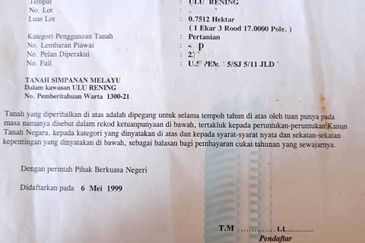 Tempat : ULU RENING
No. Lot :
Luas Lot : 0.7512 Hektar
( 1 Ekar 3 Rood 17.0000 Pole. )
Kategori Penggunaan Tanah : Pertanian
No. Lembaran Piawai :
No. Pelan Diperakui :
No. Fail : 5/SJ 5/11 JLD
TANAH SIMPANAN MELAYU
Dalam kawasan ULU RENING
No. Pemberitahuan Warta 1300-21
Tanah yang diperihalkan di atas adalah dipegang untuk selama tempoh tahun di atas oleh tuan punya pada
masa namanya disebut dalam rekod ketuanpunyaan di bawah, tertakluk kepada peruntukan-peruntukan Kanun
Tanah Negara, kepada kategori yang dinyatakan di atas dan kepada syarat-syarat nyata dan sekatan-sekatan
kepentingan yang dinyatakan di bawah, sebagai balasan bagi pembayaran cukai tahunan yang sewajarnya.
Dengan perintah Pihak Berkuasa Negeri
Didaftarkan pada 6 Mei 1999
T.M t.t
Pendaftar